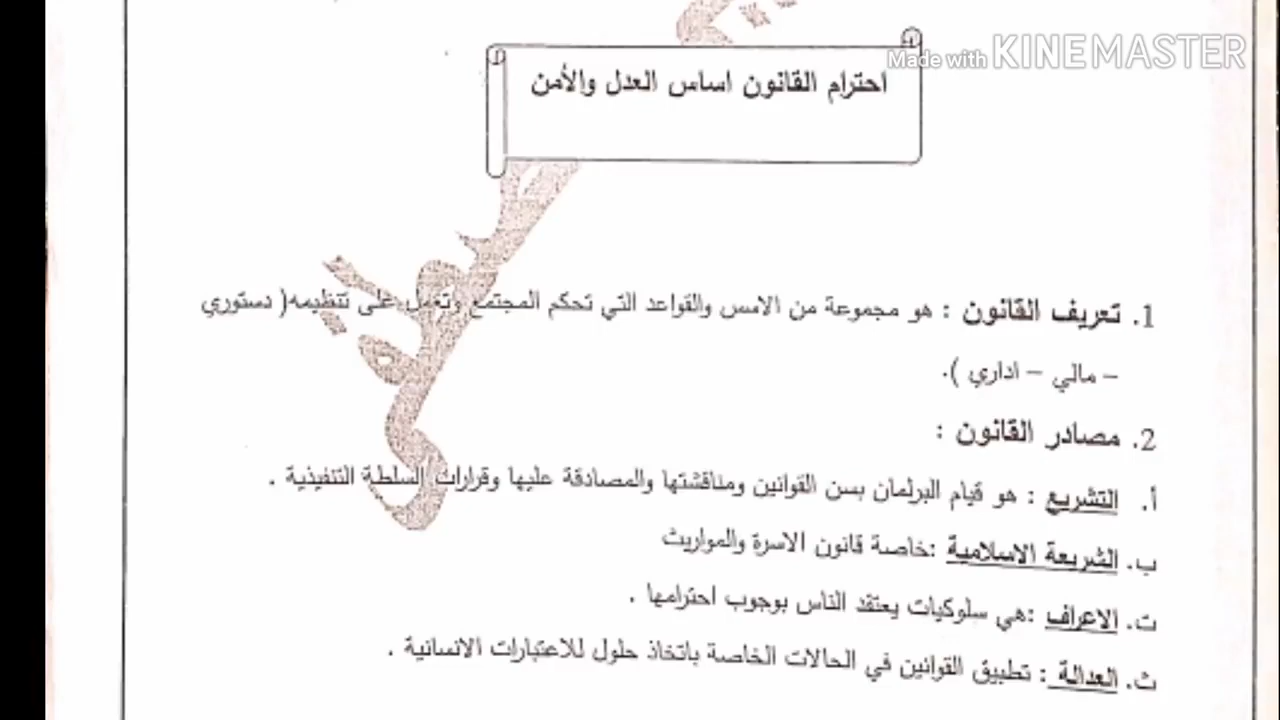 Made with KINEMASTER
احترام القانون اساس العدل والأمن
1. تعريف القانون : هو مجموعة من الاسس والقواعد التي تحكم المجتمع وتعمل على تنظيمه( دستوري
– مالي – اداري ).
2. مصادر القانون :
أ. التشريع : هو قيام البرلمان بسن القوانين ومناقشتها والمصادقة عليها وقرارات السلطة التنفيذية .
ب. الشريعة الاسلامية :خاصة قانون الاسرة والمواريث
ت. الاعراف :هي سلوكيات يعتقد الناس بوجوب احترامها .
ث. العدالة : تطبيق القوانين في الحالات الخاصة باتخاذ حلول للاعتبارات الانسانية .